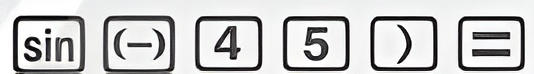 sin (−) 4 5 ) =